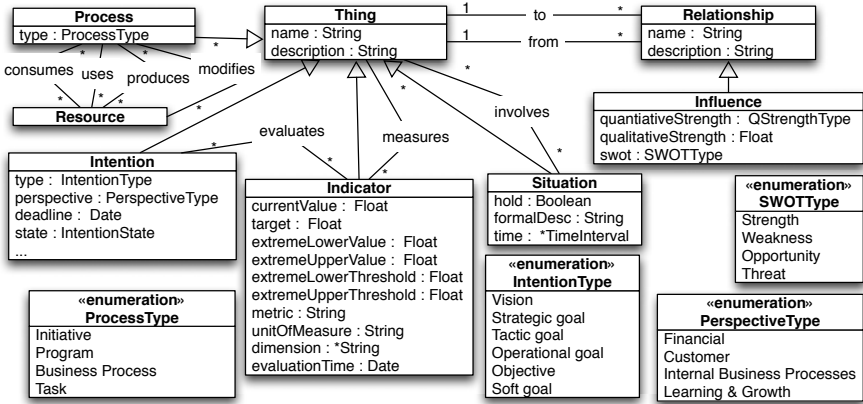 Process
type : ProcessType
Thing
name : String
description : String
1
to
*
1
from
*
Relationship
name : String
description : String
consumes
*
uses
*
produces
*
modifies
*
*
*
*
*
Resource
evaluates
*
*
measures
*
*
involves
*
*
*
Influence
quantiativeStrength : QStrengthType
qualitativeStrength : Float
swot : SWOTType
Intention
type : IntentionType
perspective : PerspectiveType
deadline : Date
state : IntentionState
...
Indicator
currentValue : Float
target : Float
extremeLowerValue : Float
extremeUpperValue : Float
extremeLowerThreshold : Float
extremeUpperThreshold : Float
metric : String
unitOfMeasure : String
dimension : *String
evaluationTime : Date
Situation
hold : Boolean
formalDesc : String
time : *TimeInterval
«enumeration»
SWOTType
Strength
Weakness
Opportunity
Threat
«enumeration»
ProcessType
Initiative
Program
Business Process
Task
«enumeration»
IntentionType
Vision
Strategic goal
Tactic goal
Operational goal
Objective
Soft goal
«enumeration»
PerspectiveType
Financial
Customer
Internal Business Processes
Learning & Growth